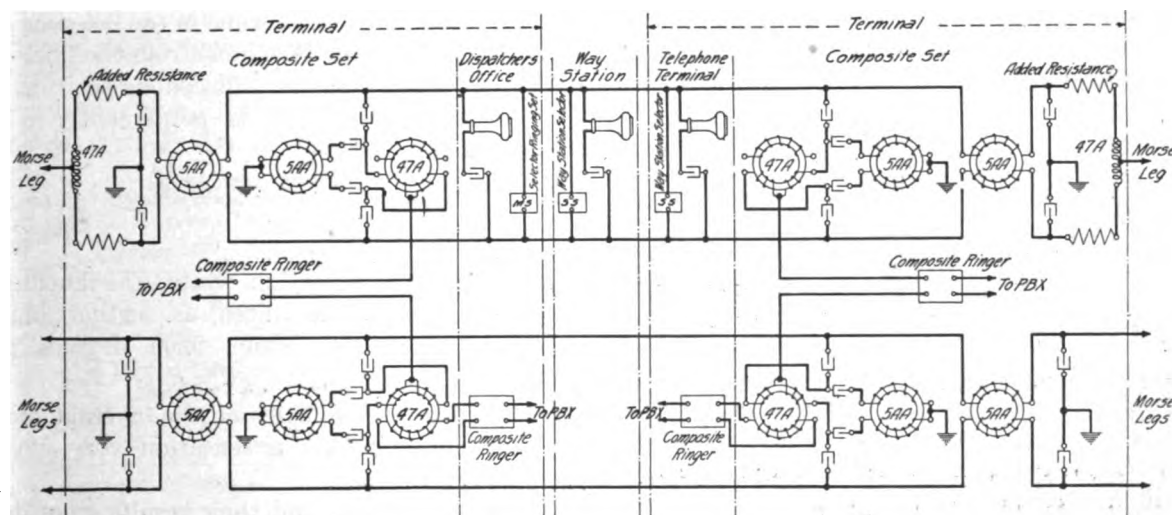 Terminal
Terminal
Composite Set
Dispatchers
Office
Way
Station
Telephone
Terminal
Composite Set
Added Resistance
Added Resistance
47A
5AA
5AA
47A
Selector Ringing Set
Way Station Selector
Way Station Selector
47A
5AA
5AA
47A
Morse
Leg
Morse
Leg
M S
S S
S S
Composite Ringer
Composite Ringer
To PBX
To PBX
Morse
Legs
5AA
5AA
47A
To PBX
Composite
Ringer
To PBX
Composite
Ringer
47A
5AA
5AA
Morse
Legs